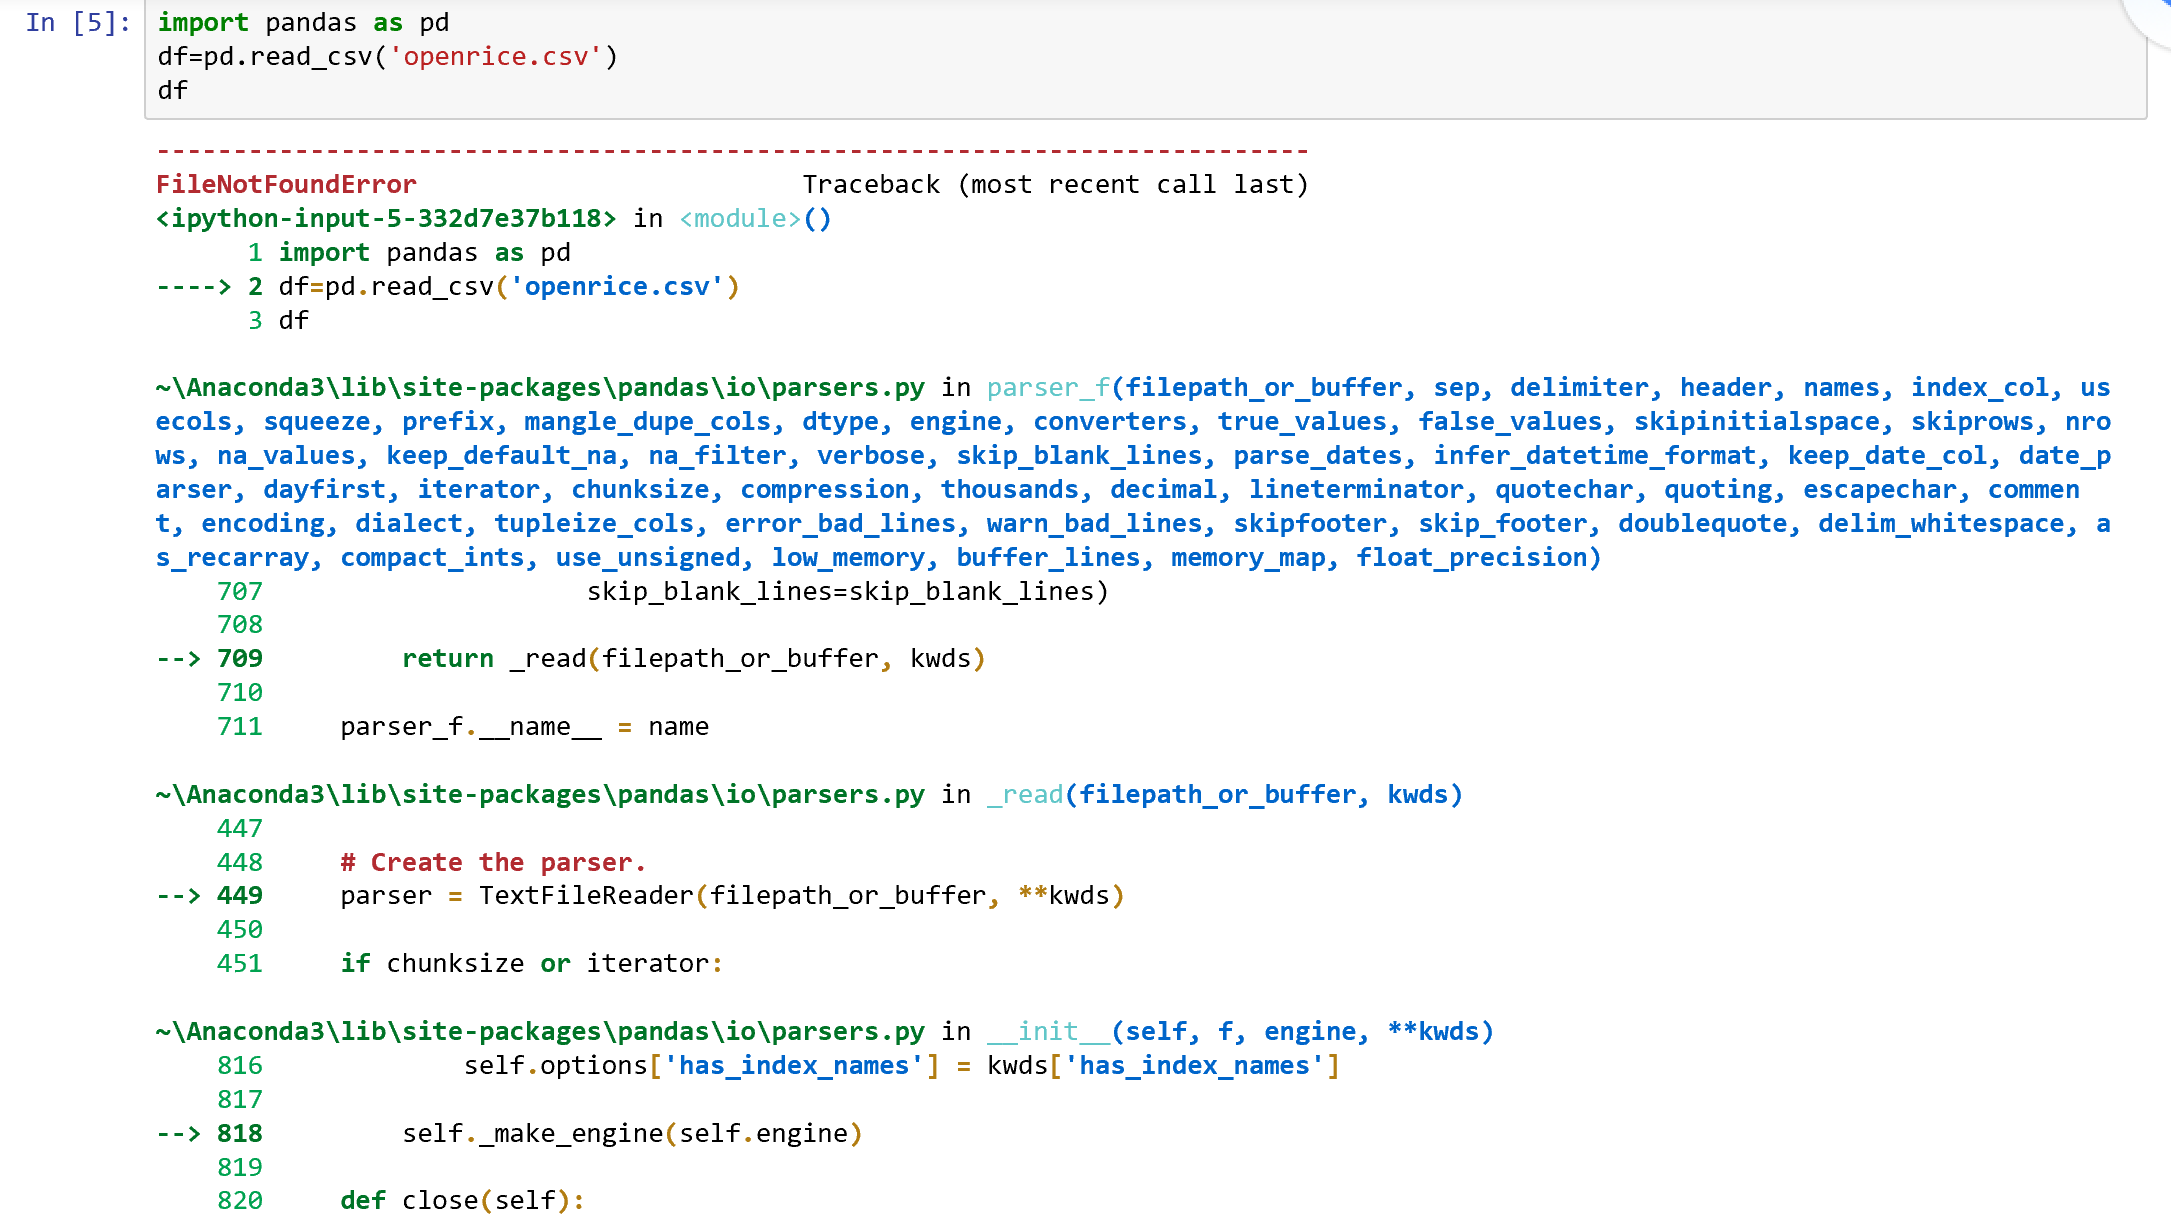 In [5]: import pandas as pd
df=pd.read_csv('openrice.csv')
df
---------------------------------------------------------------------------
FileNotFoundError                         Traceback (most recent call last)
<ipython-input-5-332d7e37b118> in <module>()
      1 import pandas as pd
----> 2 df=pd.read_csv('openrice.csv')
      3 df
~\Anaconda3\lib\site-packages\pandas\io\parsers.py in parser_f(filepath_or_buffer, sep, delimiter, header, names, index_col, us
ecols, squeeze, prefix, mangle_dupe_cols, dtype, engine, converters, true_values, false_values, skipinitialspace, skiprows, nro
ws, na_values, keep_default_na, na_filter, verbose, skip_blank_lines, parse_dates, infer_datetime_format, keep_date_col, date_p
arser, dayfirst, iterator, chunksize, compression, thousands, decimal, lineterminator, quotechar, quoting, escapechar, commen
t, encoding, dialect, tupleize_cols, error_bad_lines, warn_bad_lines, skipfooter, skip_footer, doublequote, delim_whitespace, a
s_recarray, compact_ints, use_unsigned, low_memory, buffer_lines, memory_map, float_precision)
    707                     skip_blank_lines=skip_blank_lines)
    708
--> 709         return _read(filepath_or_buffer, kwds)
    710
    711     parser_f.__name__ = name
~\Anaconda3\lib\site-packages\pandas\io\parsers.py in _read(filepath_or_buffer, kwds)
    447
    448     # Create the parser.
--> 449     parser = TextFileReader(filepath_or_buffer, **kwds)
    450
    451     if chunksize or iterator:
~\Anaconda3\lib\site-packages\pandas\io\parsers.py in __init__(self, f, engine, **kwds)
    816             self.options['has_index_names'] = kwds['has_index_names']
    817
--> 818         self._make_engine(self.engine)
    819
    820     def close(self):